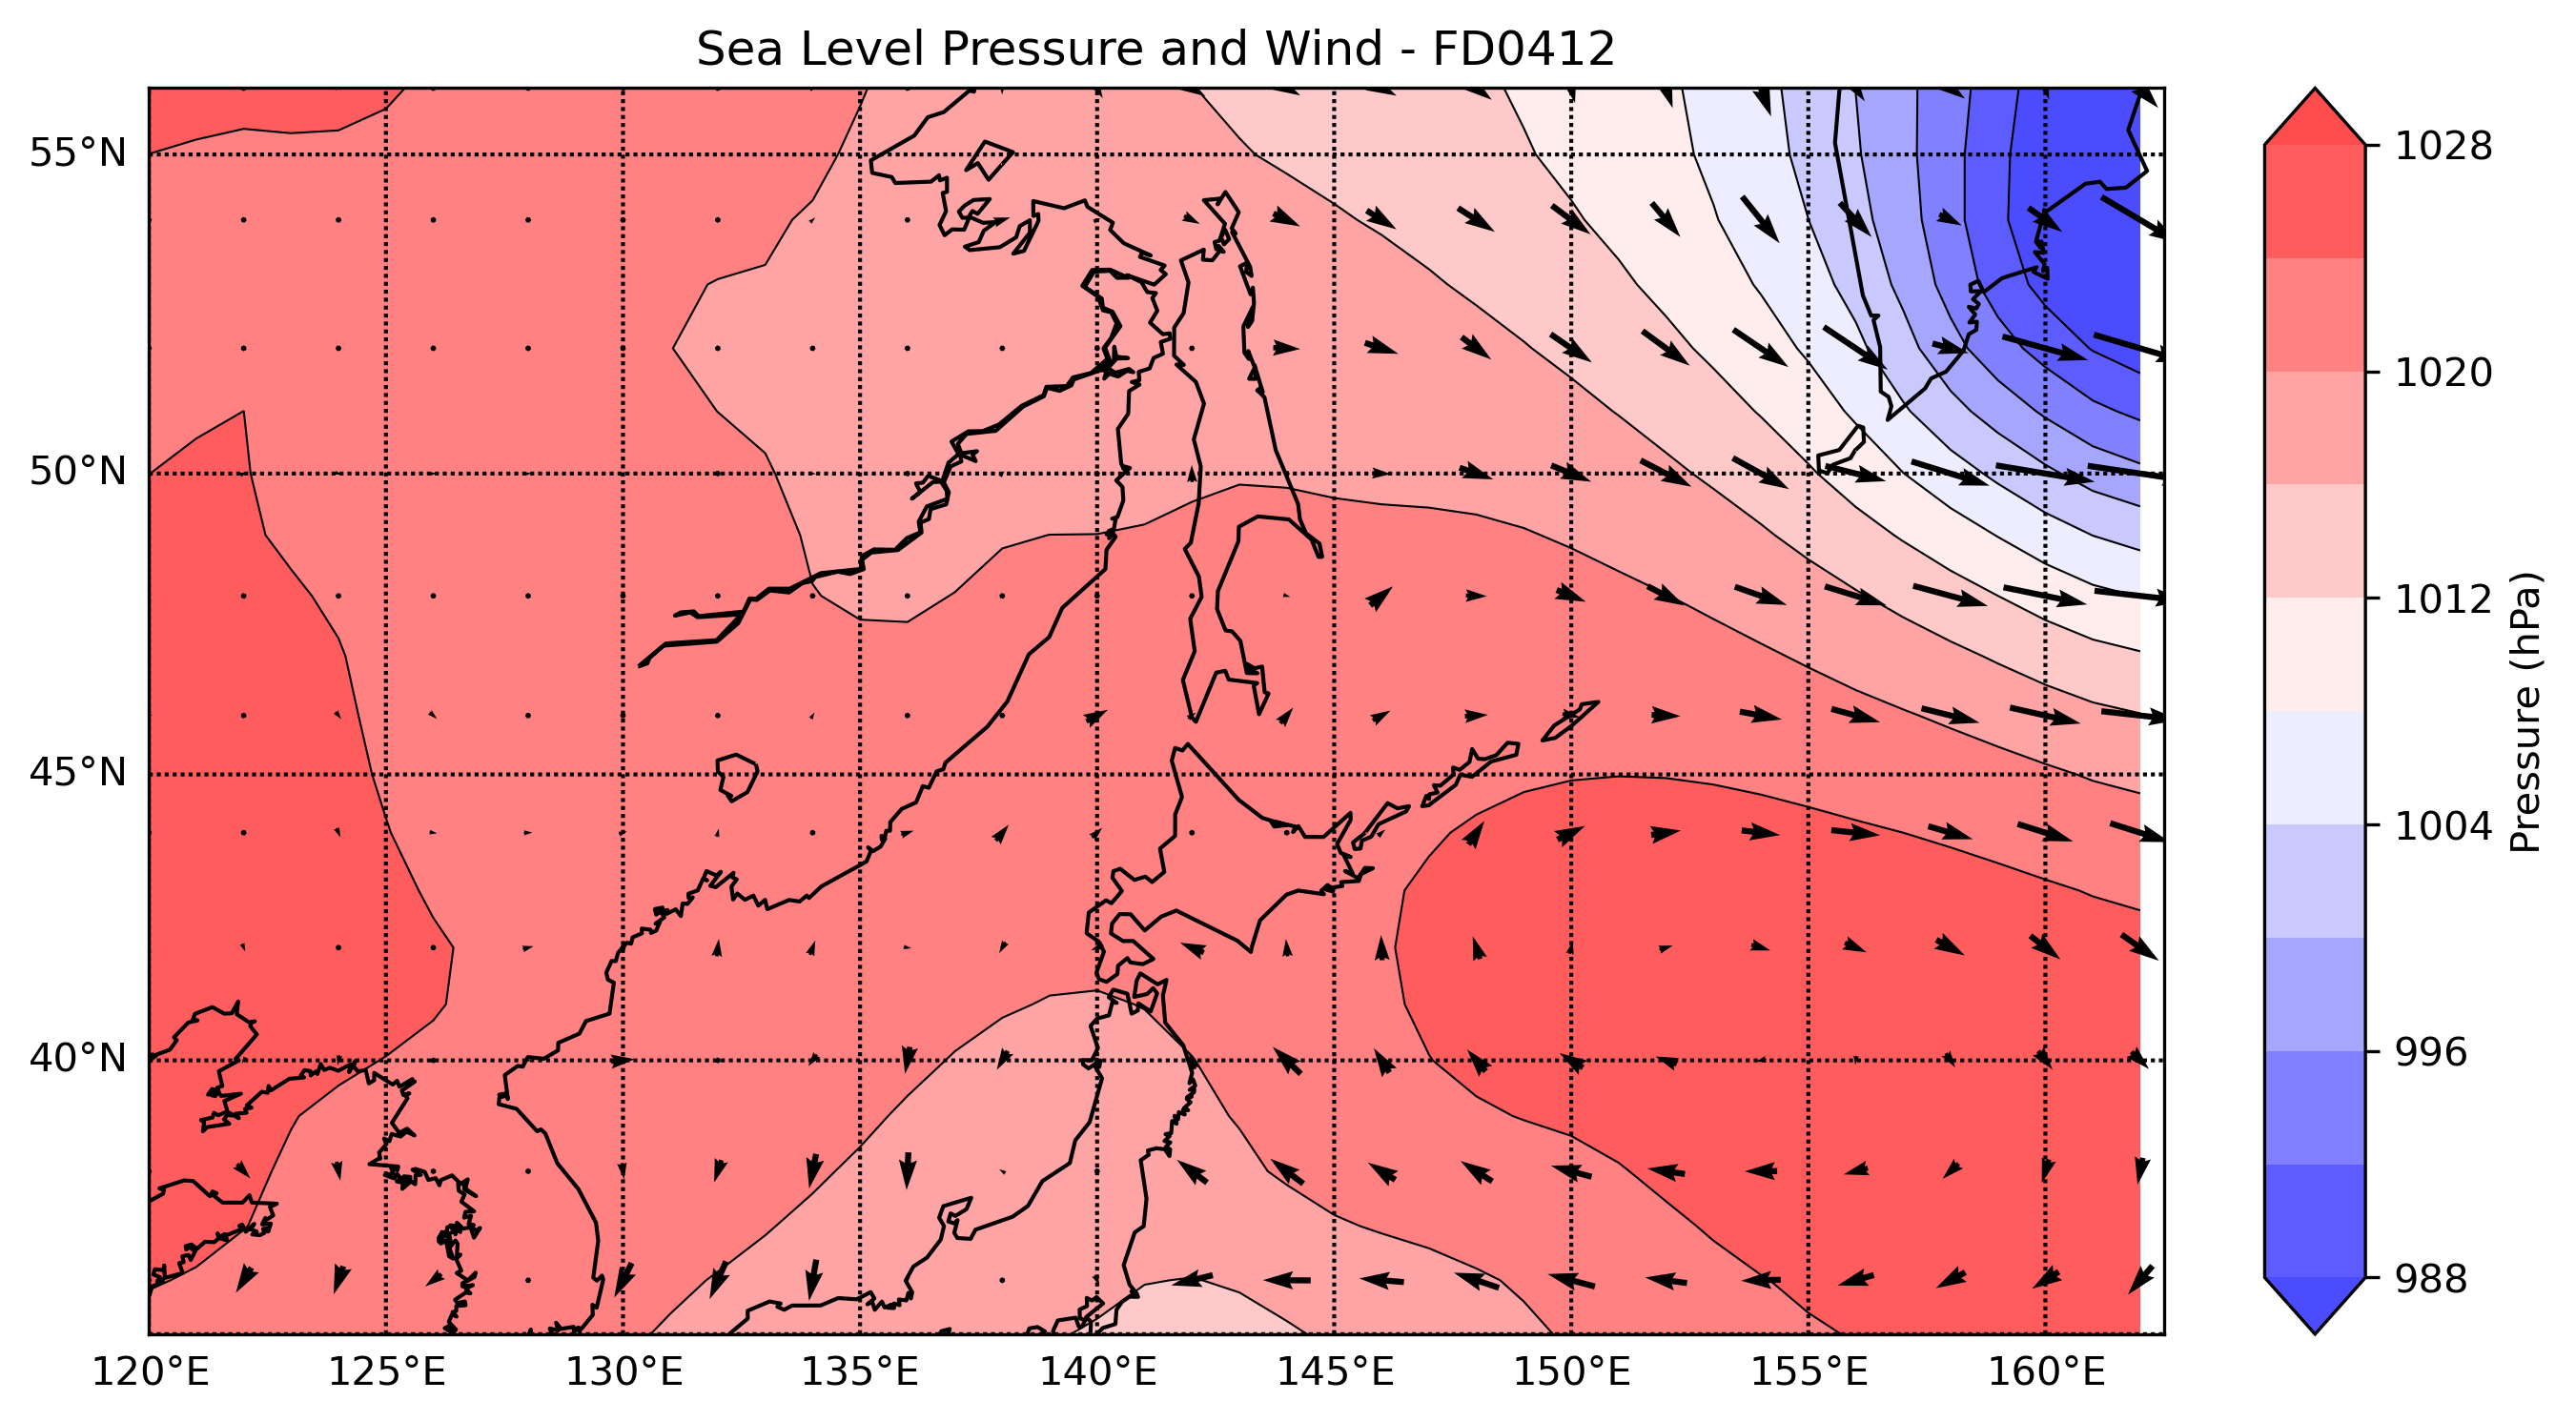 Sea Level Pressure and Wind - FD0412
55°N
50°N
45°N
40°N
120°E
125°E
130°E
135°E
140°E
145°E
150°E
155°E
160°E
1028
1020
1012
1004
996
988
Pressure (hPa)